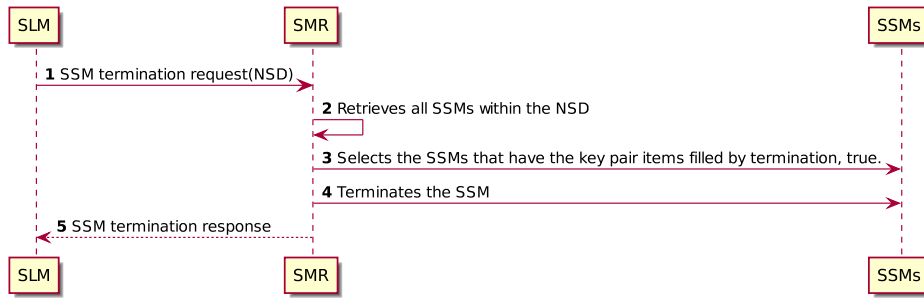 SLM SMR SSMs
1 SSM termination request(NSD)
2 Retrieves all SSMs within the NSD
3 Selects the SSMs that have the key pair items filled by termination, true.
4 Terminates the SSM
5 SSM termination response
SLM SMR SSMs